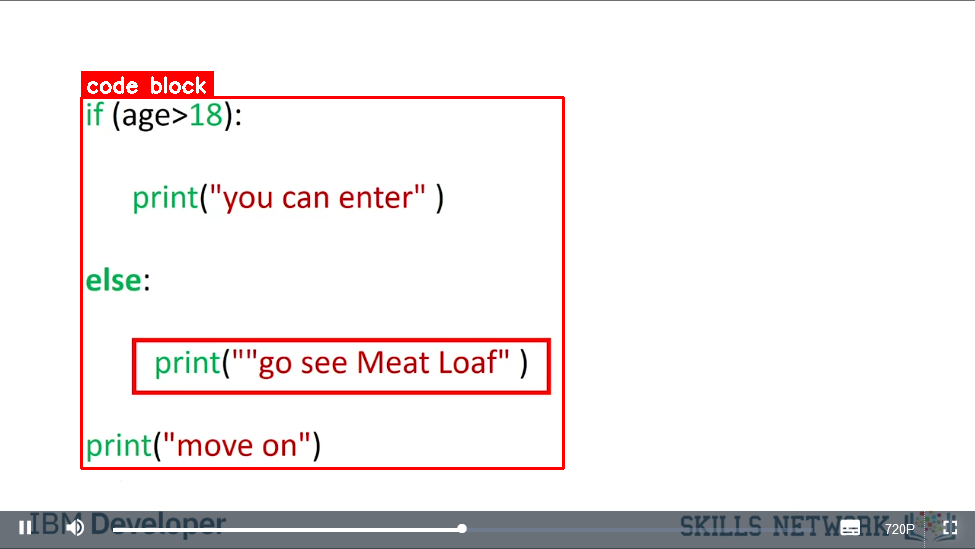 code block
if (age>18):
print("you can enter" )
else:
print(""go see Meat Loaf" )
print("move on")
IBM Developer
SKILLS NETWORK
720P